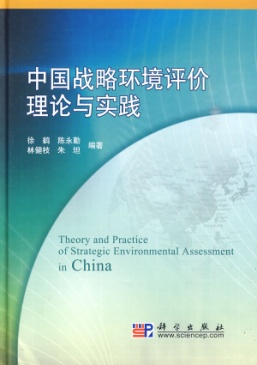 中国战略环境评价
理论与实践
徐 鹤 陈永勤
林健枝 朱 坦
编著
Theory and Practice
of Strategic Environmental Assessment
in China
科学出版社
www.sciencep.com